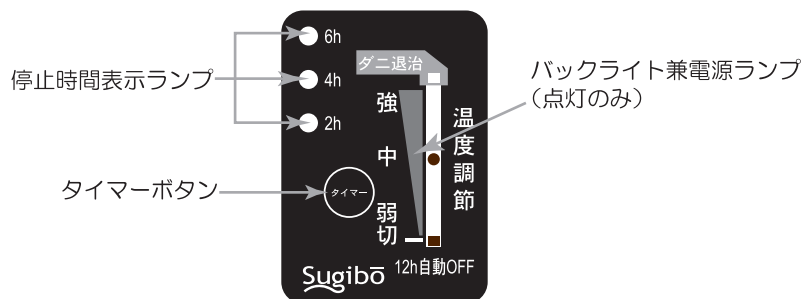 6h
4h
2h
停止時間表示ランプ
タイマーボタン
タイマー
ダニ退治
強
中
弱
切
温度調節
12h自動OFF
Sugibō
バックライト兼電源ランプ
（点灯のみ）